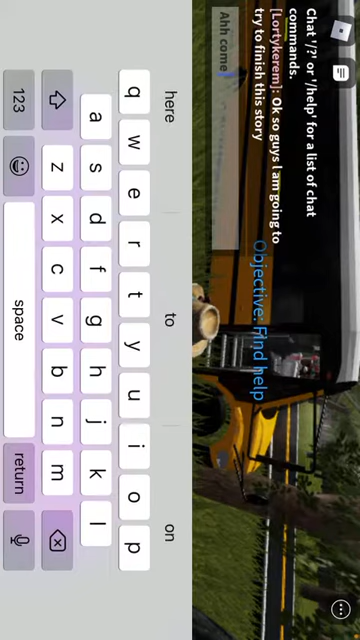 Chat '/?' or '/help' for a list of chat
commands.
[Lortykerem]: Ok so guys I am going to
try to finish this story
Ahh come
Objective: Find help
here to on
q w e r t y u i o p
a s d f g h j k l
z x c v b n m
123 space return